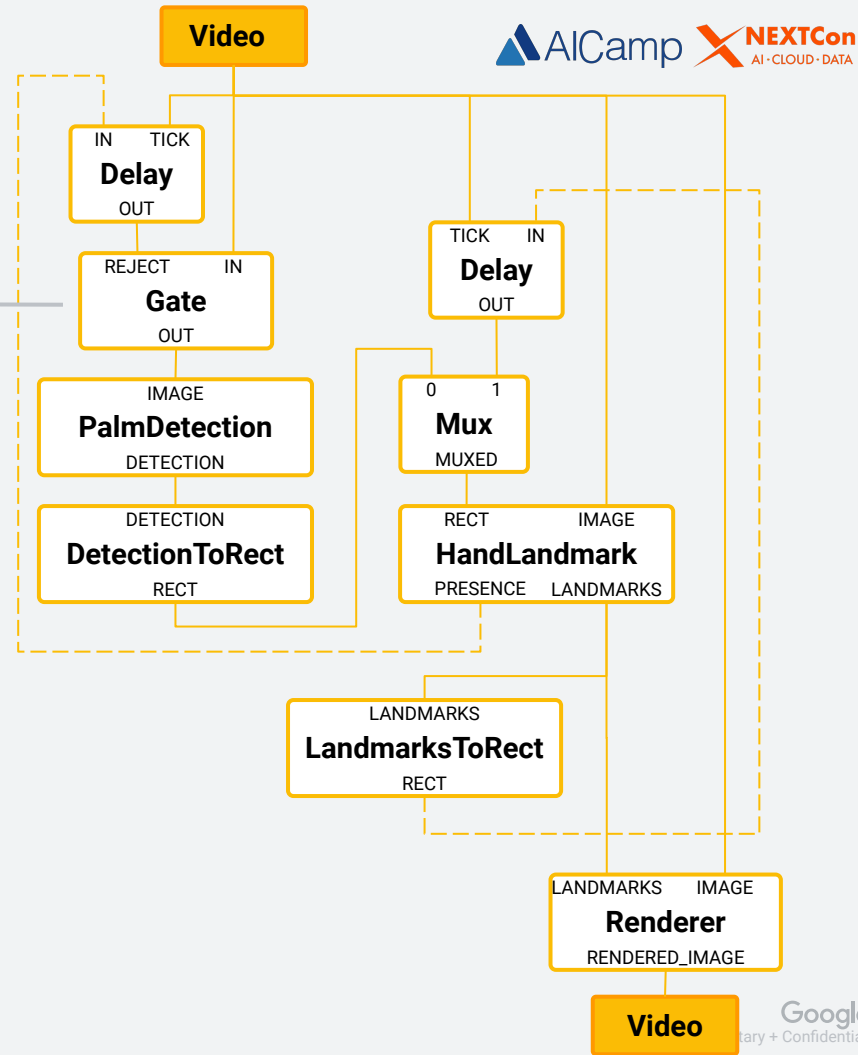 Video
AICamp
NEXTCon
AI·CLOUD·DATA
IN TICK
Delay
OUT
TICK IN
Delay
OUT
REJECT IN
Gate
OUT
IMAGE
PalmDetection
DETECTION
0 1
Mux
MUXED
DETECTION
DetectionToRect
RECT
RECT IMAGE
HandLandmark
PRESENCE LANDMARKS
LANDMARKS
LandmarksToRect
RECT
LANDMARKS IMAGE
Renderer
RENDERED_IMAGE
Video